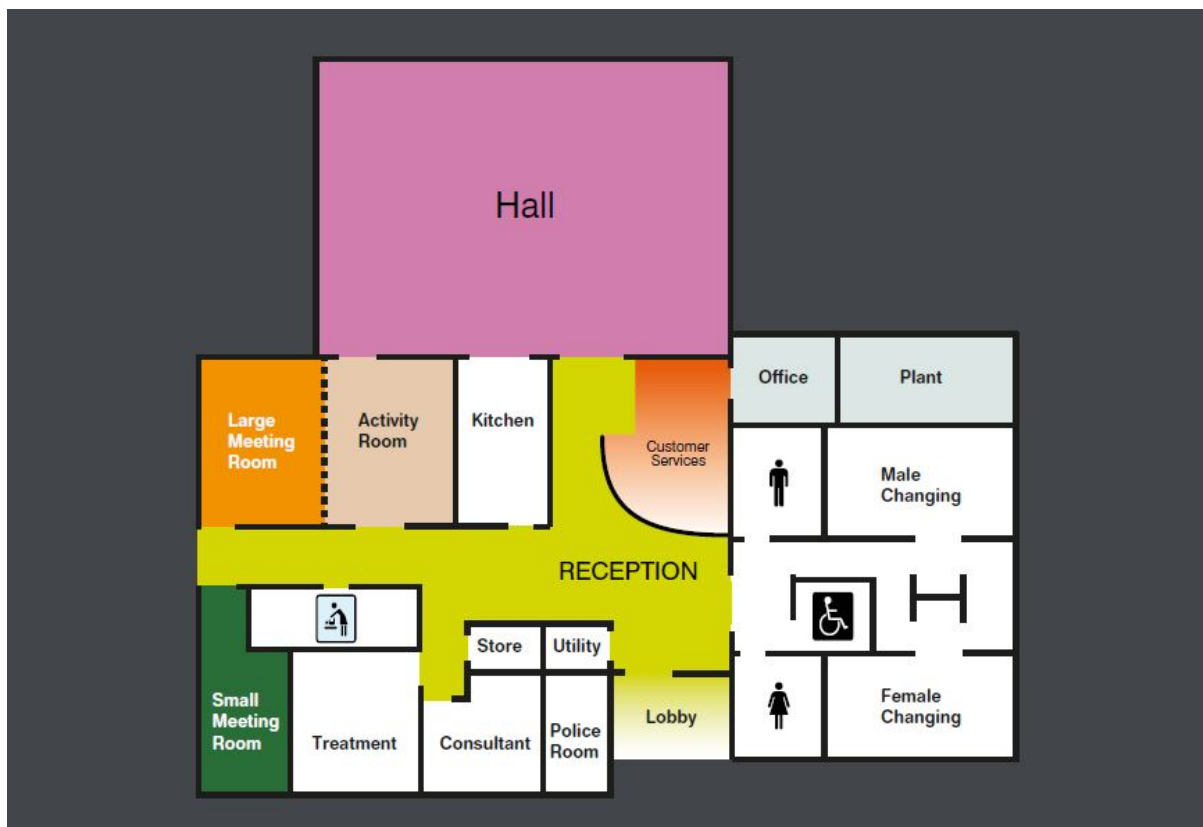 Hall
Office
Plant
Large
Meeting
Room
Activity
Room
Kitchen
Customer
Services
Male
Changing
RECEPTION
Store
Utility
Small
Meeting
Room
Treatment
Consultant
Police
Room
Lobby
Female
Changing